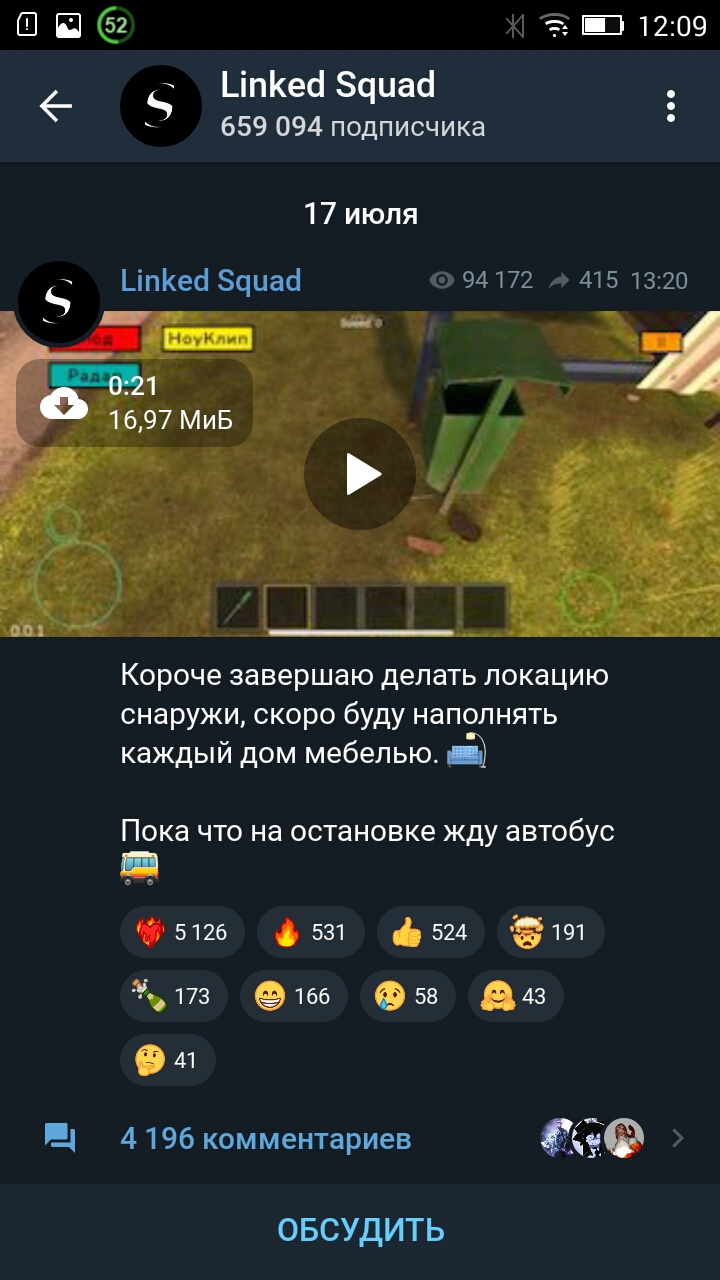 52
12:09
Linked Squad
659 094 подписчика
17 июля
Linked Squad 94 172 415 13:20
НоуКлип
Радар
0:21
16,97 МиБ
Короче завершаю делать локацию
снаружи, скоро буду наполнять
каждый дом мебелью.
Пока что на остановке жду автобус
5 126 531 524 191
173 166 58 43
41
4 196 комментариев
ОБСУДИТЬ